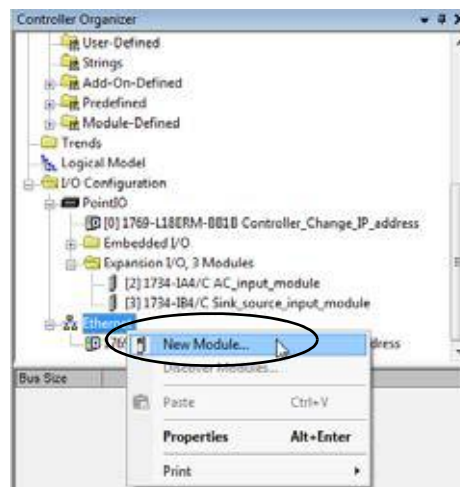 Controller Organizer
User-Defined
Strings
Add-On-Defined
Predefined
Module-Defined
Trends
Logical Model
I/O Configuration
PointIO
[0] 1769-L18ERM-BB1B Controller_Change_IP_address
Embedded I/O
Expansion I/O, 3 Modules
[2] 1734-IA4/C AC_input_module
[3] 1734-IB4/C Sink_source_input_module
Ethernet
1769 dress
New Module...
Discover Modules...
Bus Size
Paste Ctrl+V
Properties Alt+Enter
Print